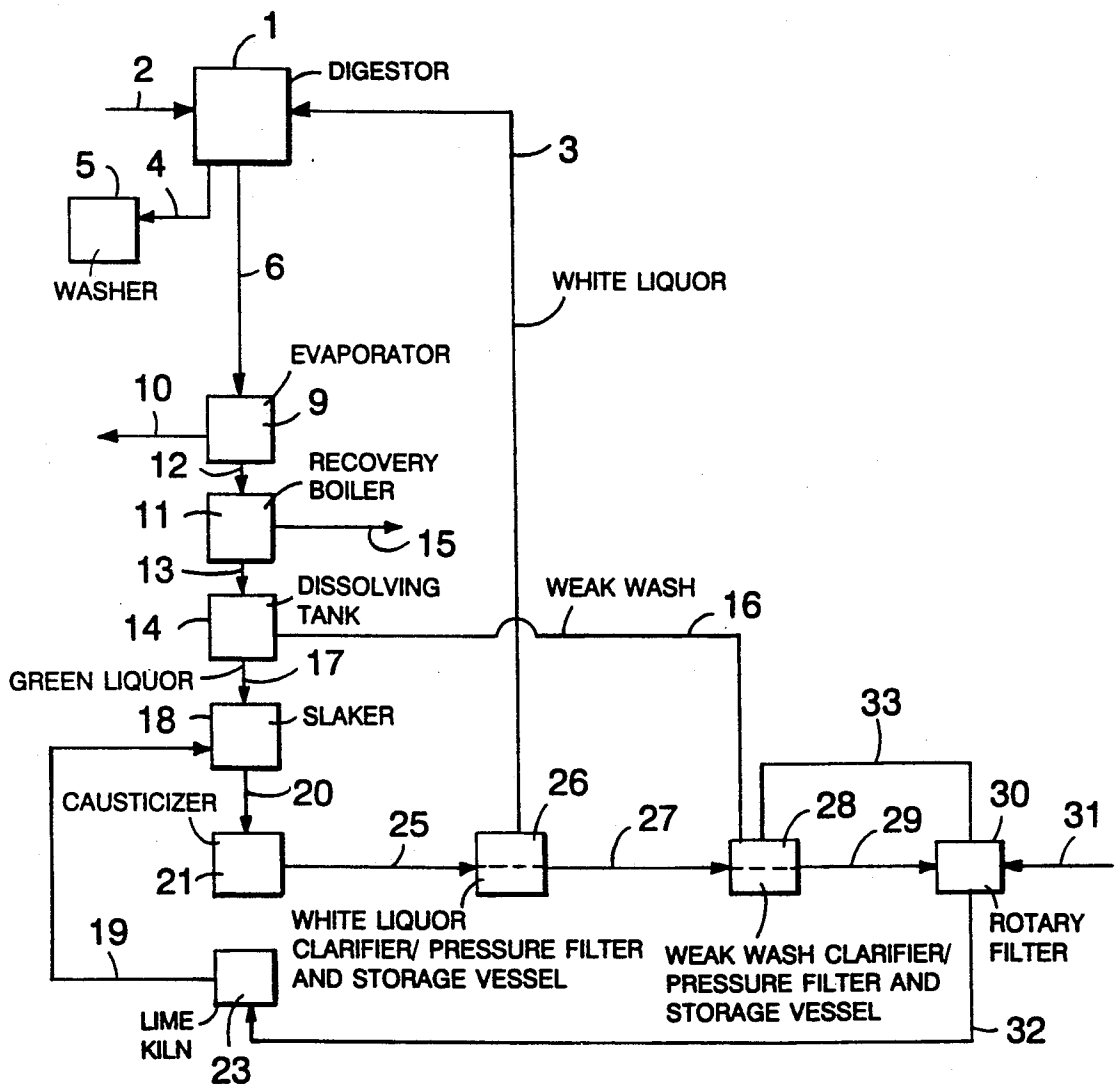 1
DIGESTOR
2
3
5
4
WASHER
6
WHITE LIQUOR
EVAPORATOR
10
9
12
RECOVERY
BOILER
11
15
13
DISSOLVING
TANK
WEAK WASH
16
14
GREEN LIQUOR
17
18
SLAKER
33
CAUSTICIZER
20
26
28
30
25
27
29
31
21
WHITE LIQUOR
CLARIFIER/ PRESSURE FILTER
AND STORAGE VESSEL
WEAK WASH CLARIFIER/
PRESSURE FILTER AND
STORAGE VESSEL
ROTARY
FILTER
19
LIME
KILN
23
32